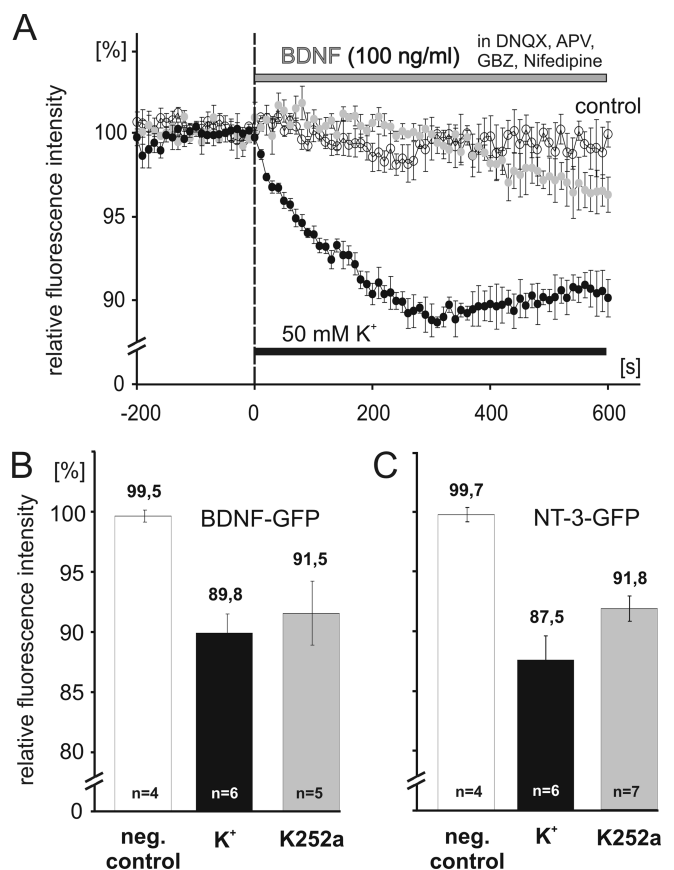 A
[%]
BDNF (100 ng/ml)
in DNQX, APV,
GBZ, Nifedipine
control
relative fluorescence intensity
100
95
90
0
50 mM K⁺
[s]
-200
0
200
400
600
B
[%]
relative fluorescence intensity
BDNF-GFP
100
95
90
85
80
0
99,5
89,8
91,5
n=4
n=6
n=5
neg.
control
K⁺
K252a
C
NT-3-GFP
99,7
87,5
91,8
n=4
n=6
n=7
neg.
control
K⁺
K252a